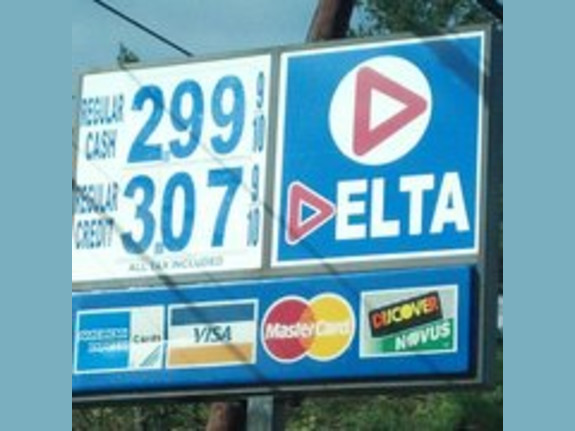 REGULAR CASH 2.99 9/10
REGULAR CREDIT 3.07 9/10
ALL TAX INCLUDED
DELTA
AMERICAN EXPRESS Cards
VISA
MasterCard
DISCOVER
NOVUS